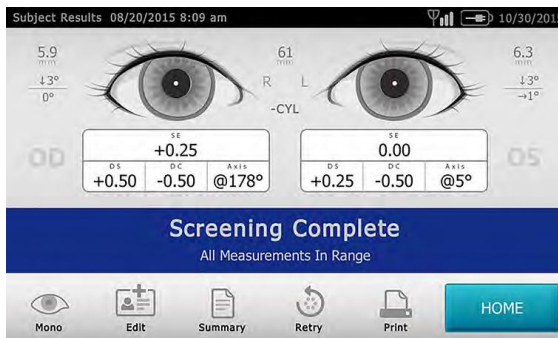 Subject Results 08/20/2015 8:09 am 10/30/201
5.9 61 6.3
mm mm mm
↓3° R L ↓3°
0° →1°
-CYL
OD OS
SE SE
+0.25 0.00
DS DC Axis DS DC Axis
+0.50 -0.50 @178° +0.25 -0.50 @5°
Screening Complete
All Measurements In Range
Mono Edit Summary Retry Print HOME